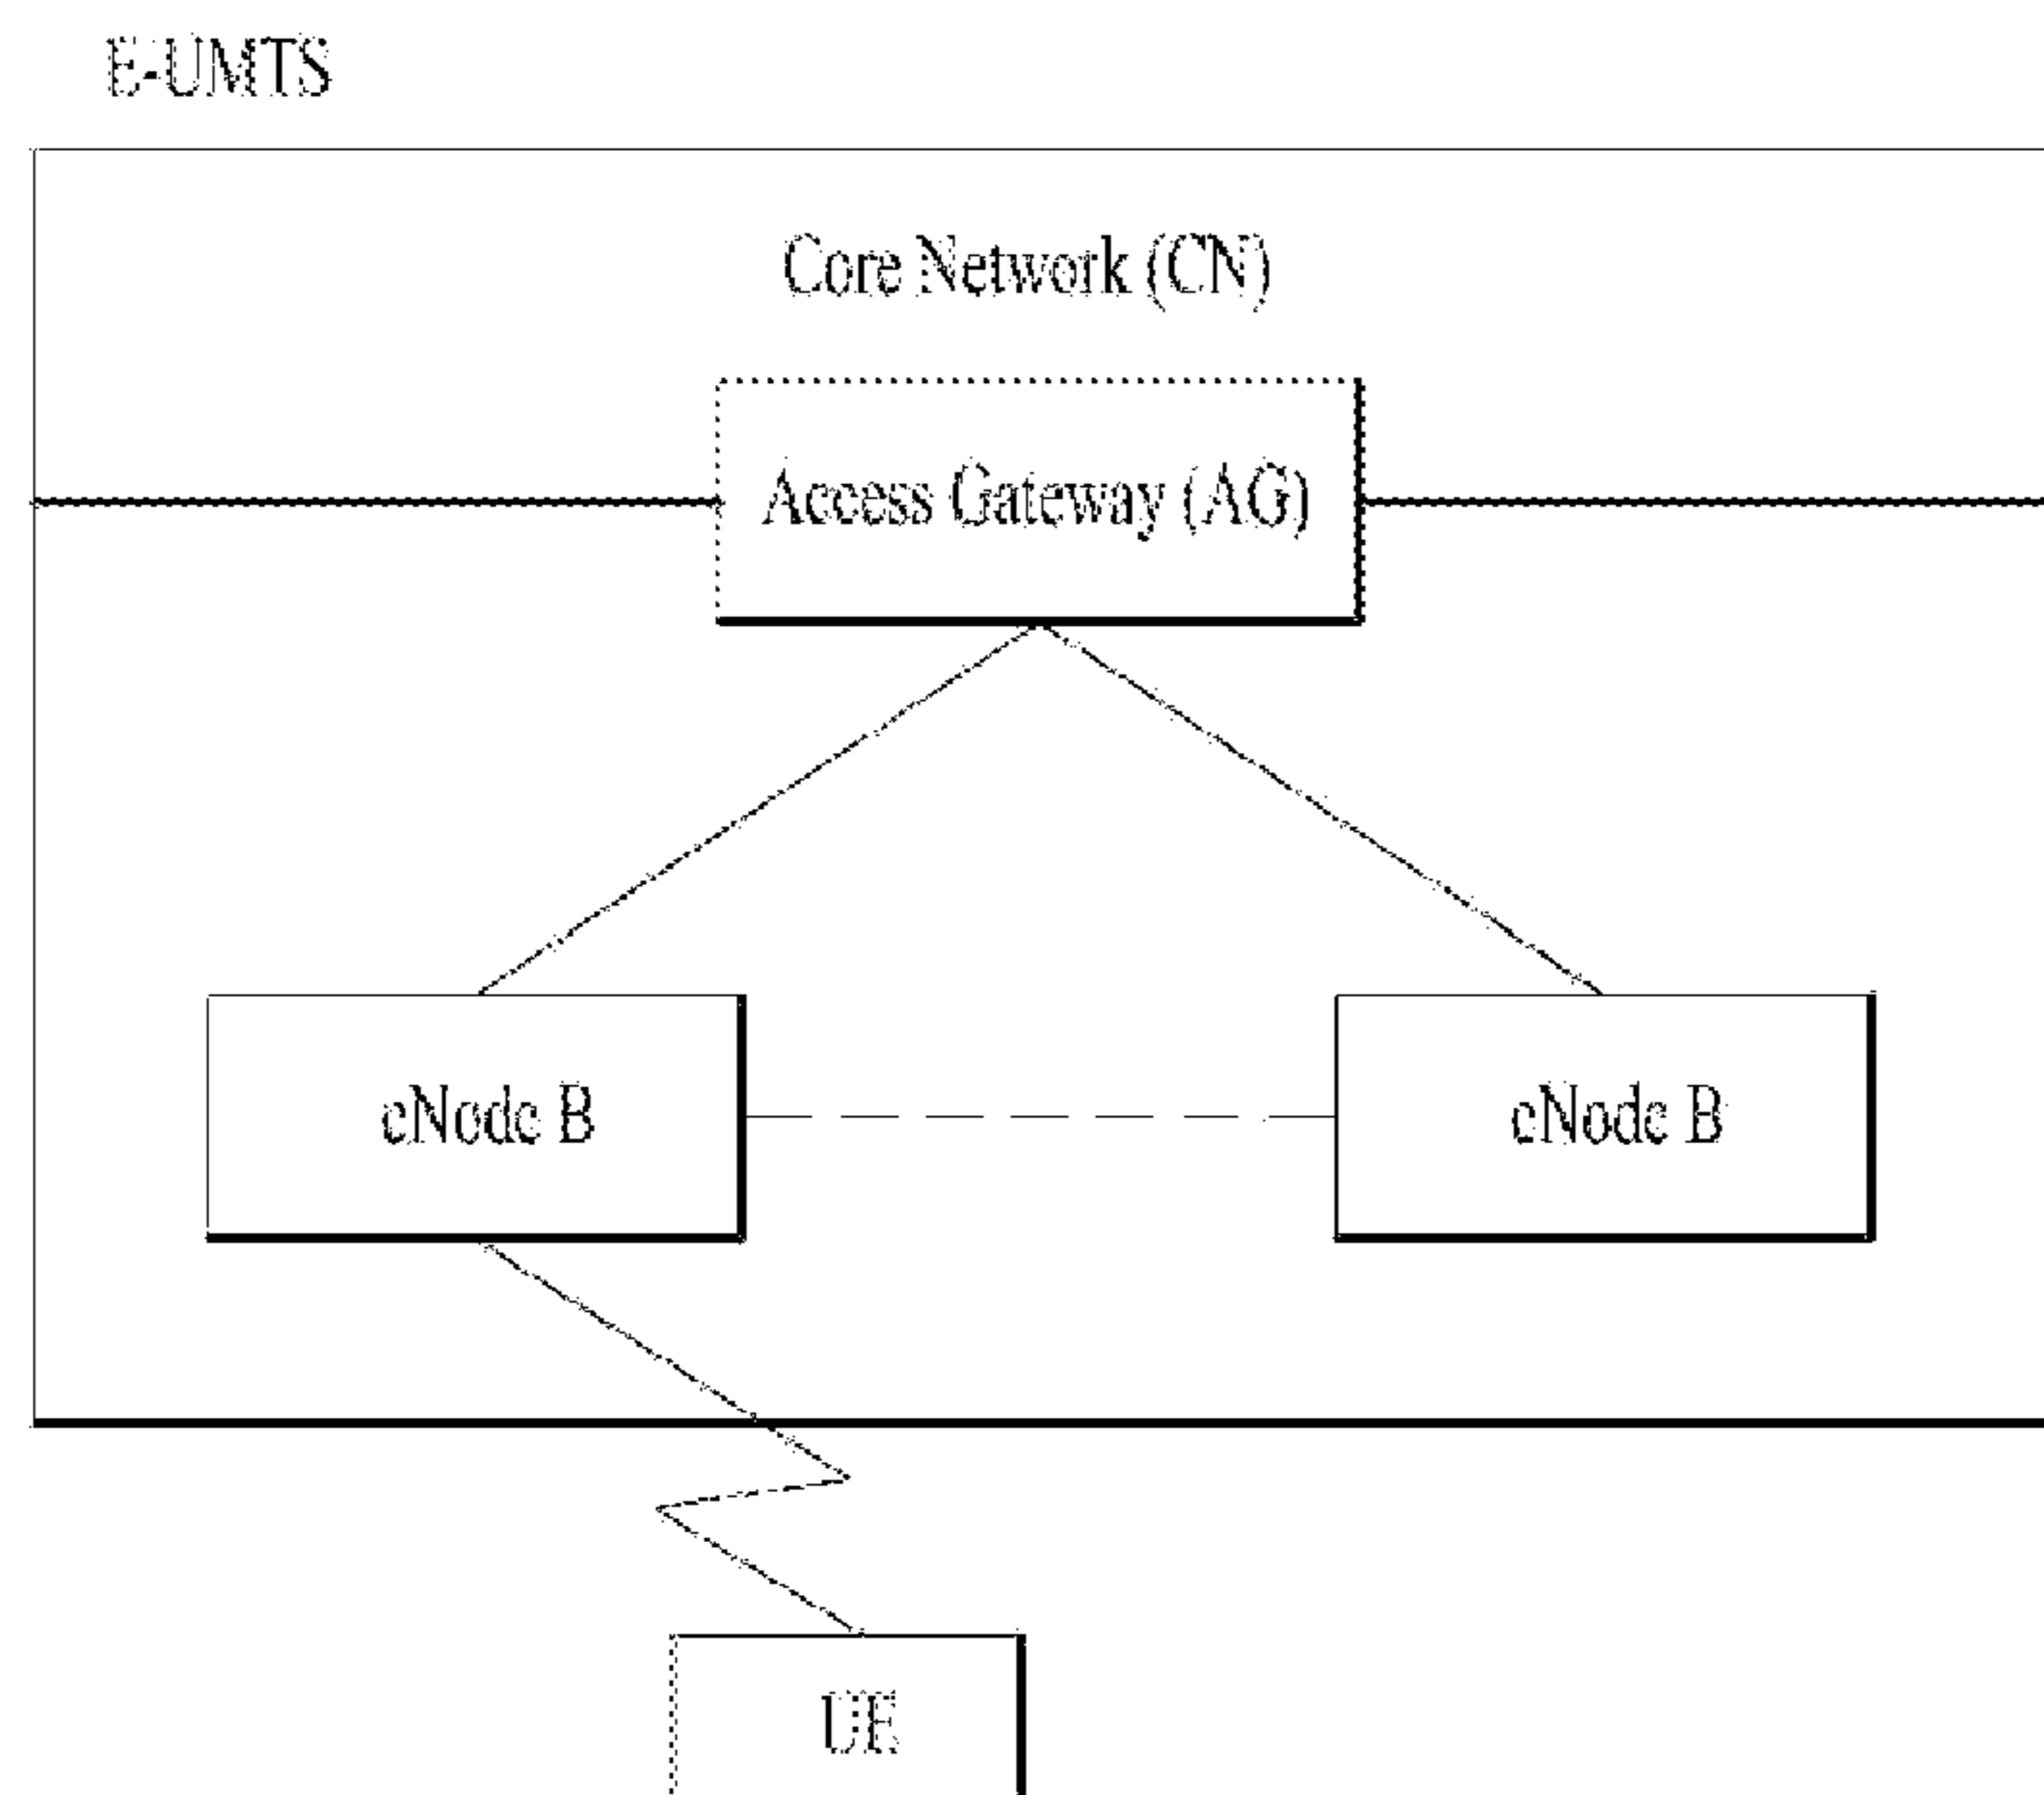 E-UMTS
Core Network (CN)
Access Gateway (AG)
eNode B
eNode B
UE